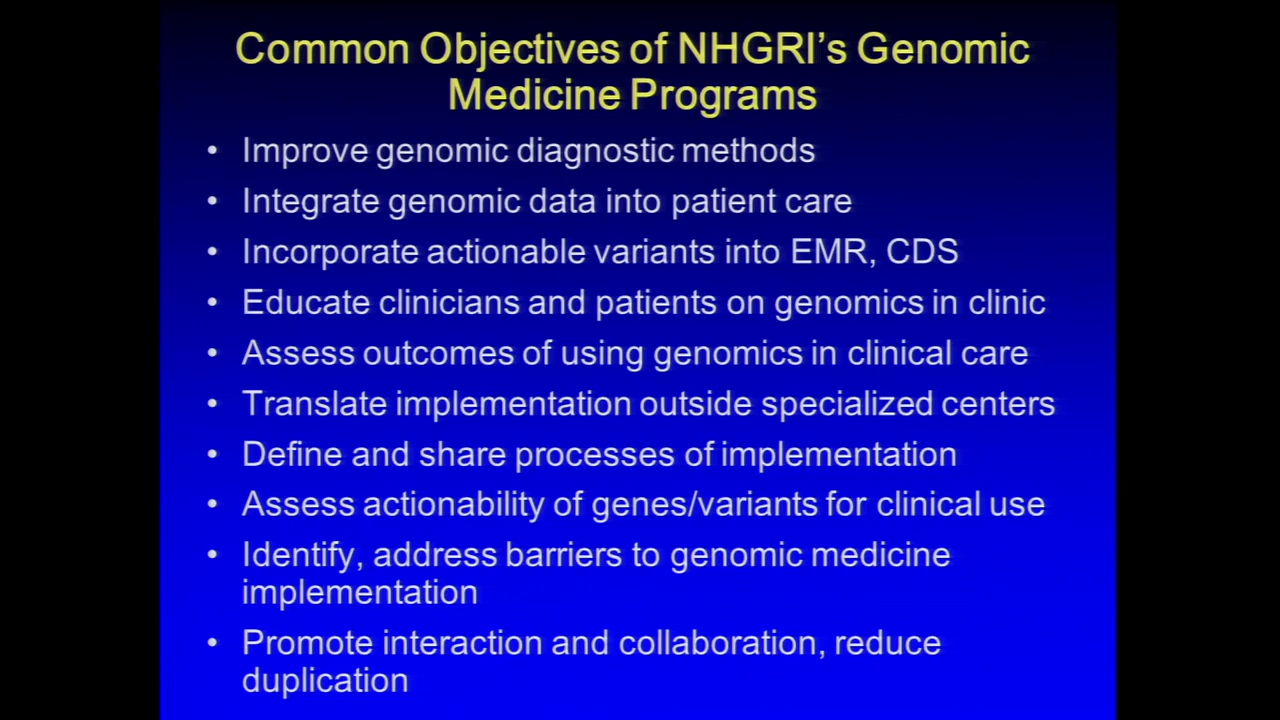 Common Objectives of NHGRI's Genomic
Medicine Programs
• Improve genomic diagnostic methods
• Integrate genomic data into patient care
• Incorporate actionable variants into EMR, CDS
• Educate clinicians and patients on genomics in clinic
• Assess outcomes of using genomics in clinical care
• Translate implementation outside specialized centers
• Define and share processes of implementation
• Assess actionability of genes/variants for clinical use
• Identify, address barriers to genomic medicine
implementation
• Promote interaction and collaboration, reduce
duplication